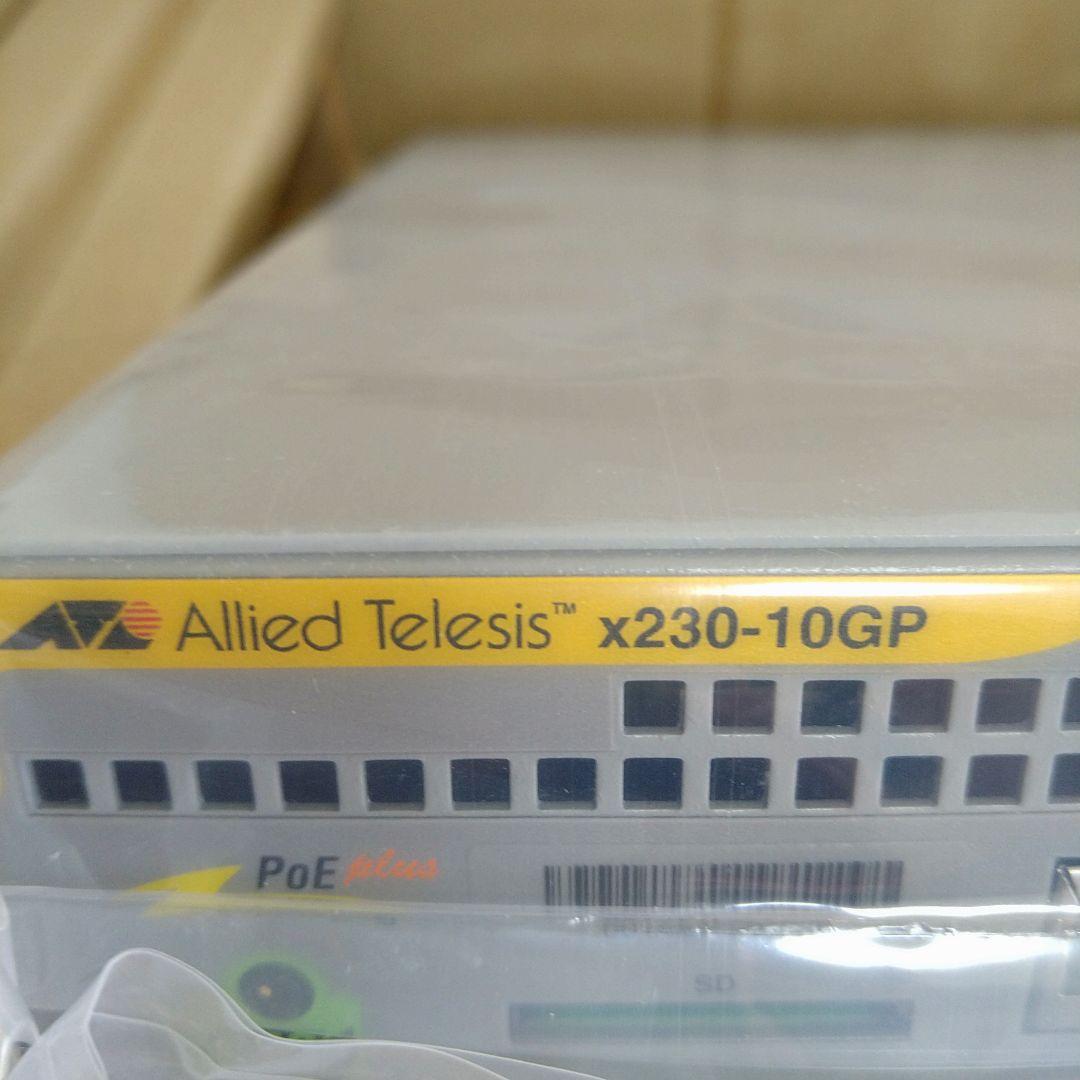 Allied Telesis™ x230-10GP
PoE plus
SD